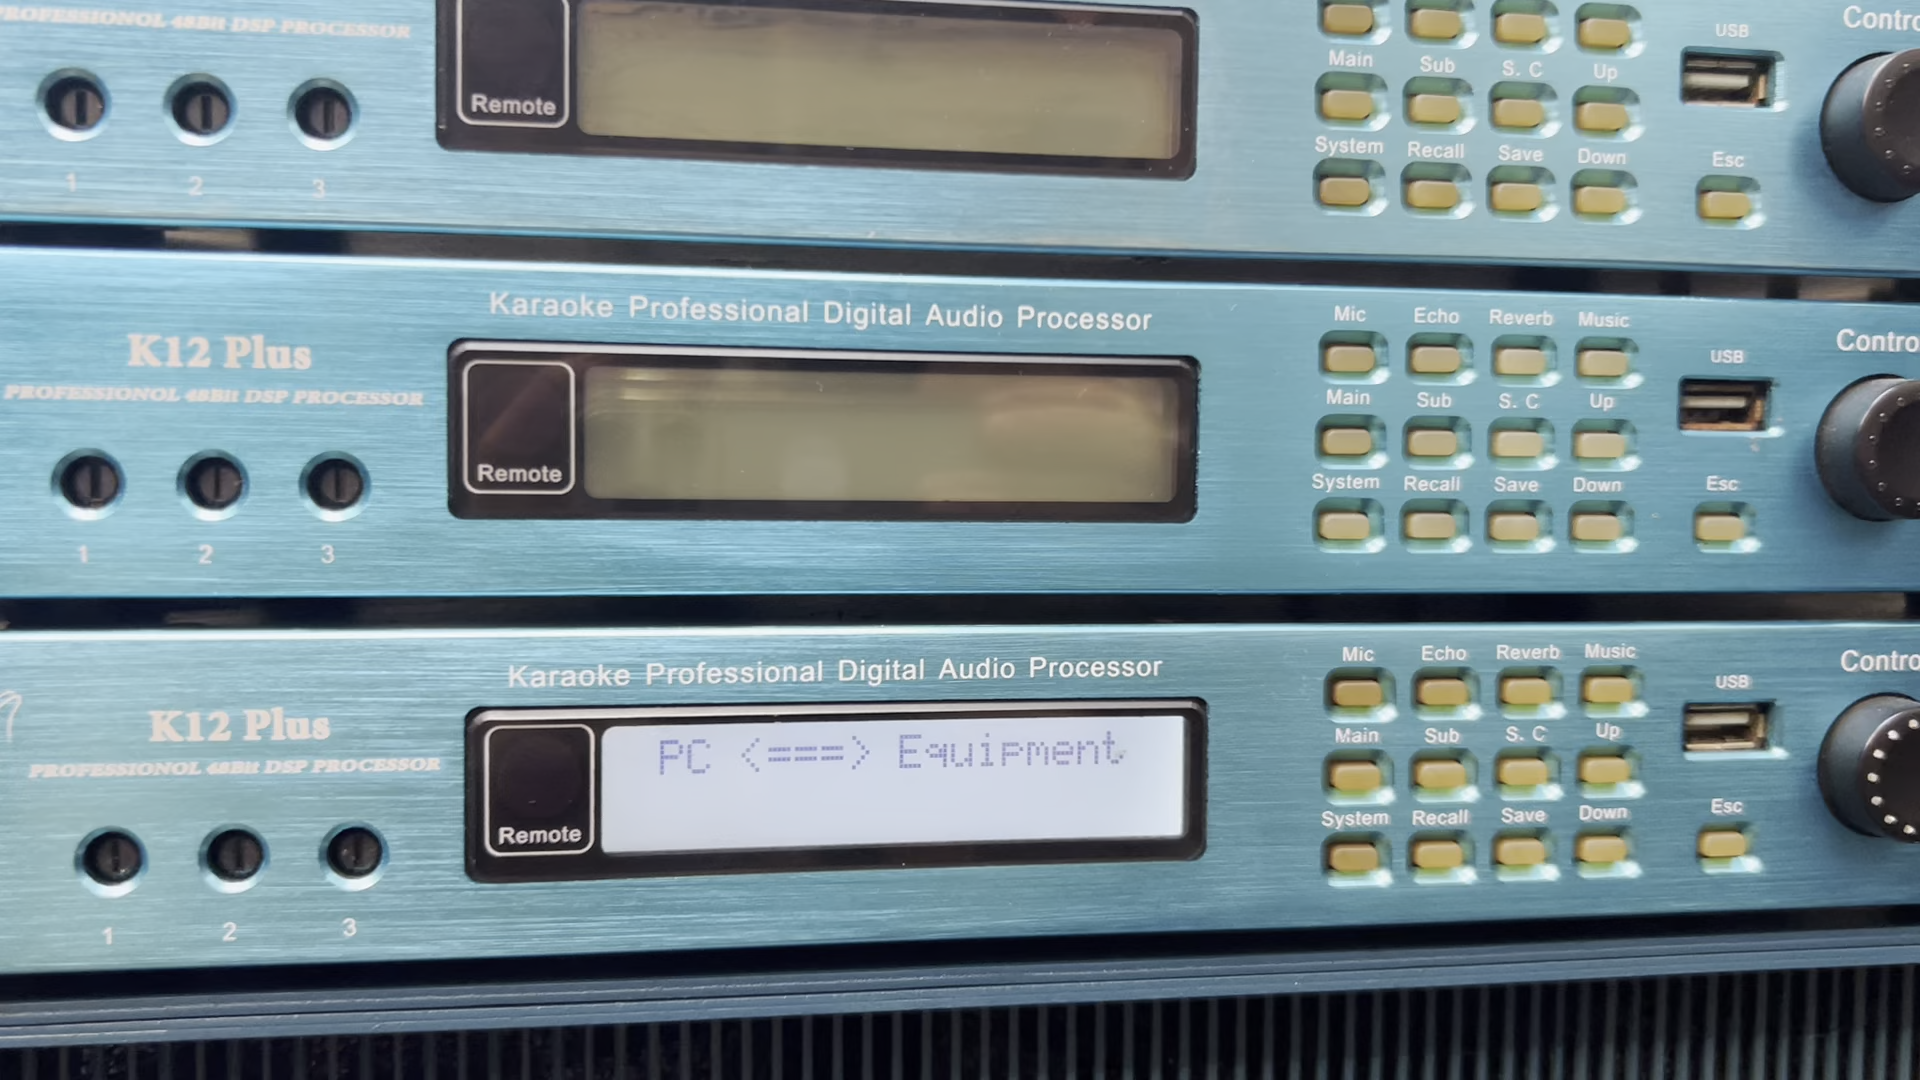 PROFESSIONOL 48Bit DSP PROCESSOR
Remote
1 2 3
Main Sub S. C Up
System Recall Save Down
USB
Esc
Karaoke Professional Digital Audio Processor
K12 Plus
PROFESSIONOL 48Bit DSP PROCESSOR
Remote
1 2 3
Mic Echo Reverb Music
Main Sub S. C Up
System Recall Save Down
USB
Esc
Karaoke Professional Digital Audio Processor
K12 Plus
PROFESSIONOL 48Bit DSP PROCESSOR
Remote
PC <===> Equipment
1 2 3
Mic Echo Reverb Music
Main Sub S. C Up
System Recall Save Down
USB
Esc